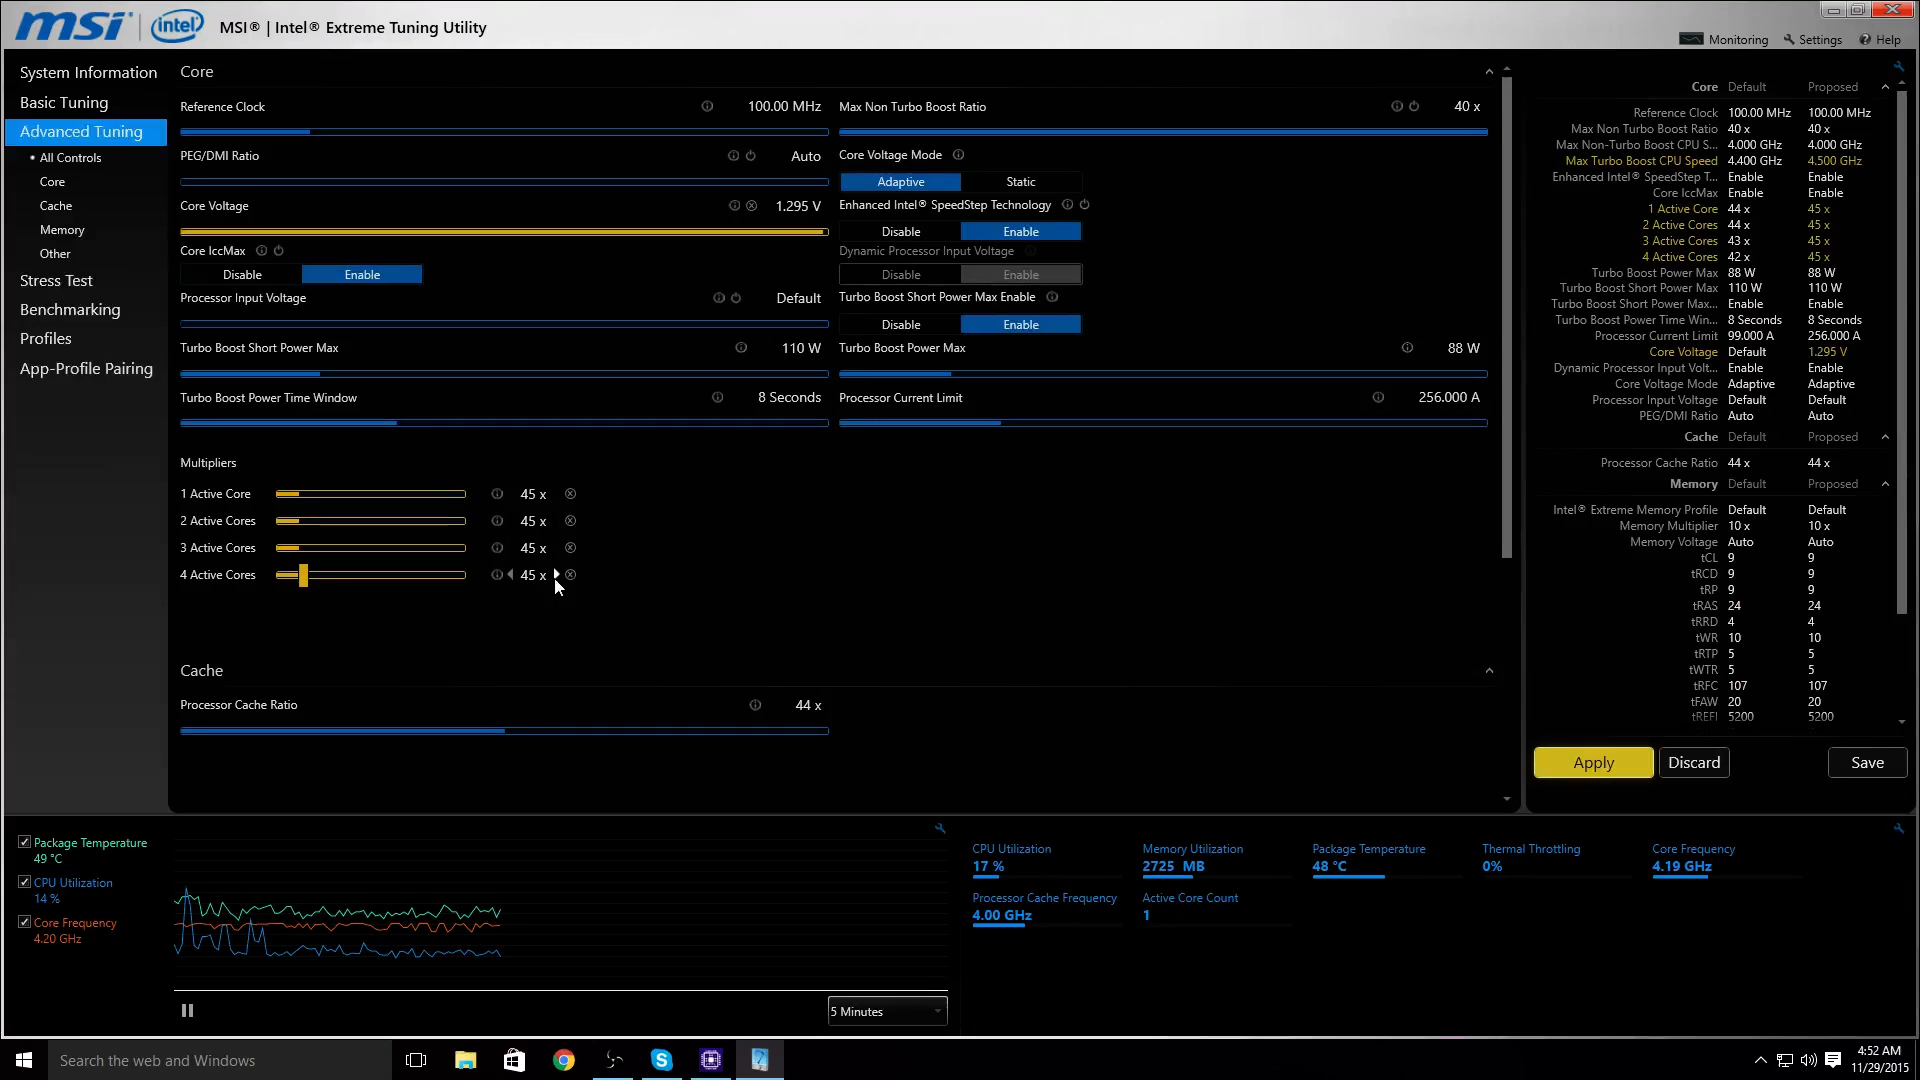 msi intel MSI® | Intel® Extreme Tuning Utility
Monitoring Settings Help
System Information
Basic Tuning
Advanced Tuning
• All Controls
Core
Cache
Memory
Other
Stress Test
Benchmarking
Profiles
App-Profile Pairing
Core
Reference Clock 100.00 MHz
PEG/DMI Ratio Auto
Core Voltage 1.295 V
Core IccMax
Disable Enable
Processor Input Voltage Default
Turbo Boost Short Power Max 110 W
Turbo Boost Power Time Window 8 Seconds
Max Non Turbo Boost Ratio 40 x
Core Voltage Mode
Adaptive Static
Enhanced Intel® SpeedStep Technology
Disable Enable
Dynamic Processor Input Voltage
Disable Enable
Turbo Boost Short Power Max Enable
Disable Enable
Turbo Boost Power Max 88 W
Processor Current Limit 256.000 A
Multipliers
1 Active Core 45 x
2 Active Cores 45 x
3 Active Cores 45 x
4 Active Cores 45 x
Cache
Processor Cache Ratio 44 x
Core Default Proposed
Reference Clock 100.00 MHz 100.00 MHz
Max Non Turbo Boost Ratio 40 x 40 x
Max Non-Turbo Boost CPU S... 4.000 GHz 4.000 GHz
Max Turbo Boost CPU Speed 4.400 GHz 4.500 GHz
Enhanced Intel® SpeedStep T... Enable Enable
Core IccMax Enable Enable
1 Active Core 44 x 45 x
2 Active Cores 44 x 45 x
3 Active Cores 43 x 45 x
4 Active Cores 42 x 45 x
Turbo Boost Power Max 88 W 88 W
Turbo Boost Short Power Max 110 W 110 W
Turbo Boost Short Power Max... Enable Enable
Turbo Boost Power Time Win... 8 Seconds 8 Seconds
Processor Current Limit 99.000 A 256.000 A
Core Voltage Default 1.295 V
Dynamic Processor Input Volt... Enable Enable
Core Voltage Mode Adaptive Adaptive
Processor Input Voltage Default Default
PEG/DMI Ratio Auto Auto
Cache Default Proposed
Processor Cache Ratio 44 x 44 x
Memory Default Proposed
Intel® Extreme Memory Profile Default Default
Memory Multiplier 10 x 10 x
Memory Voltage Auto Auto
tCL 9 9
tRCD 9 9
tRP 9 9
tRAS 24 24
tRRD 4 4
tWR 10 10
tRTP 5 5
tWTR 5 5
tRFC 107 107
tFAW 20 20
tREFI 5200 5200
Apply Discard Save
Package Temperature
49 °C
CPU Utilization
14 %
Core Frequency
4.20 GHz
5 Minutes
CPU Utilization Memory Utilization Package Temperature Thermal Throttling Core Frequency
17 % 2725 MB 48 °C 0% 4.19 GHz
Processor Cache Frequency Active Core Count
4.00 GHz 1
Search the web and Windows
4:52 AM
11/29/2015